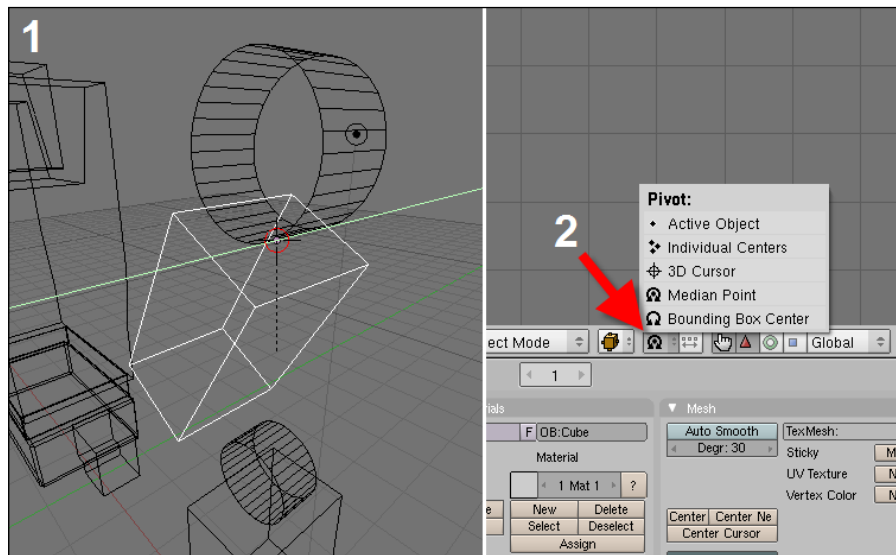 1
Pivot:
Active Object
Individual Centers
3D Cursor
2
Median Point
Bounding Box Center
ect Mode
Global
1
ials
Mesh
F OB:Cube
Auto Smooth
TexMesh:
Degr: 30
Sticky
M
Material
UV Texture
N
1 Mat 1
?
Vertex Color
N
e
New
Delete
Center
Center Ne
Select
Deselect
Center Cursor
Assign